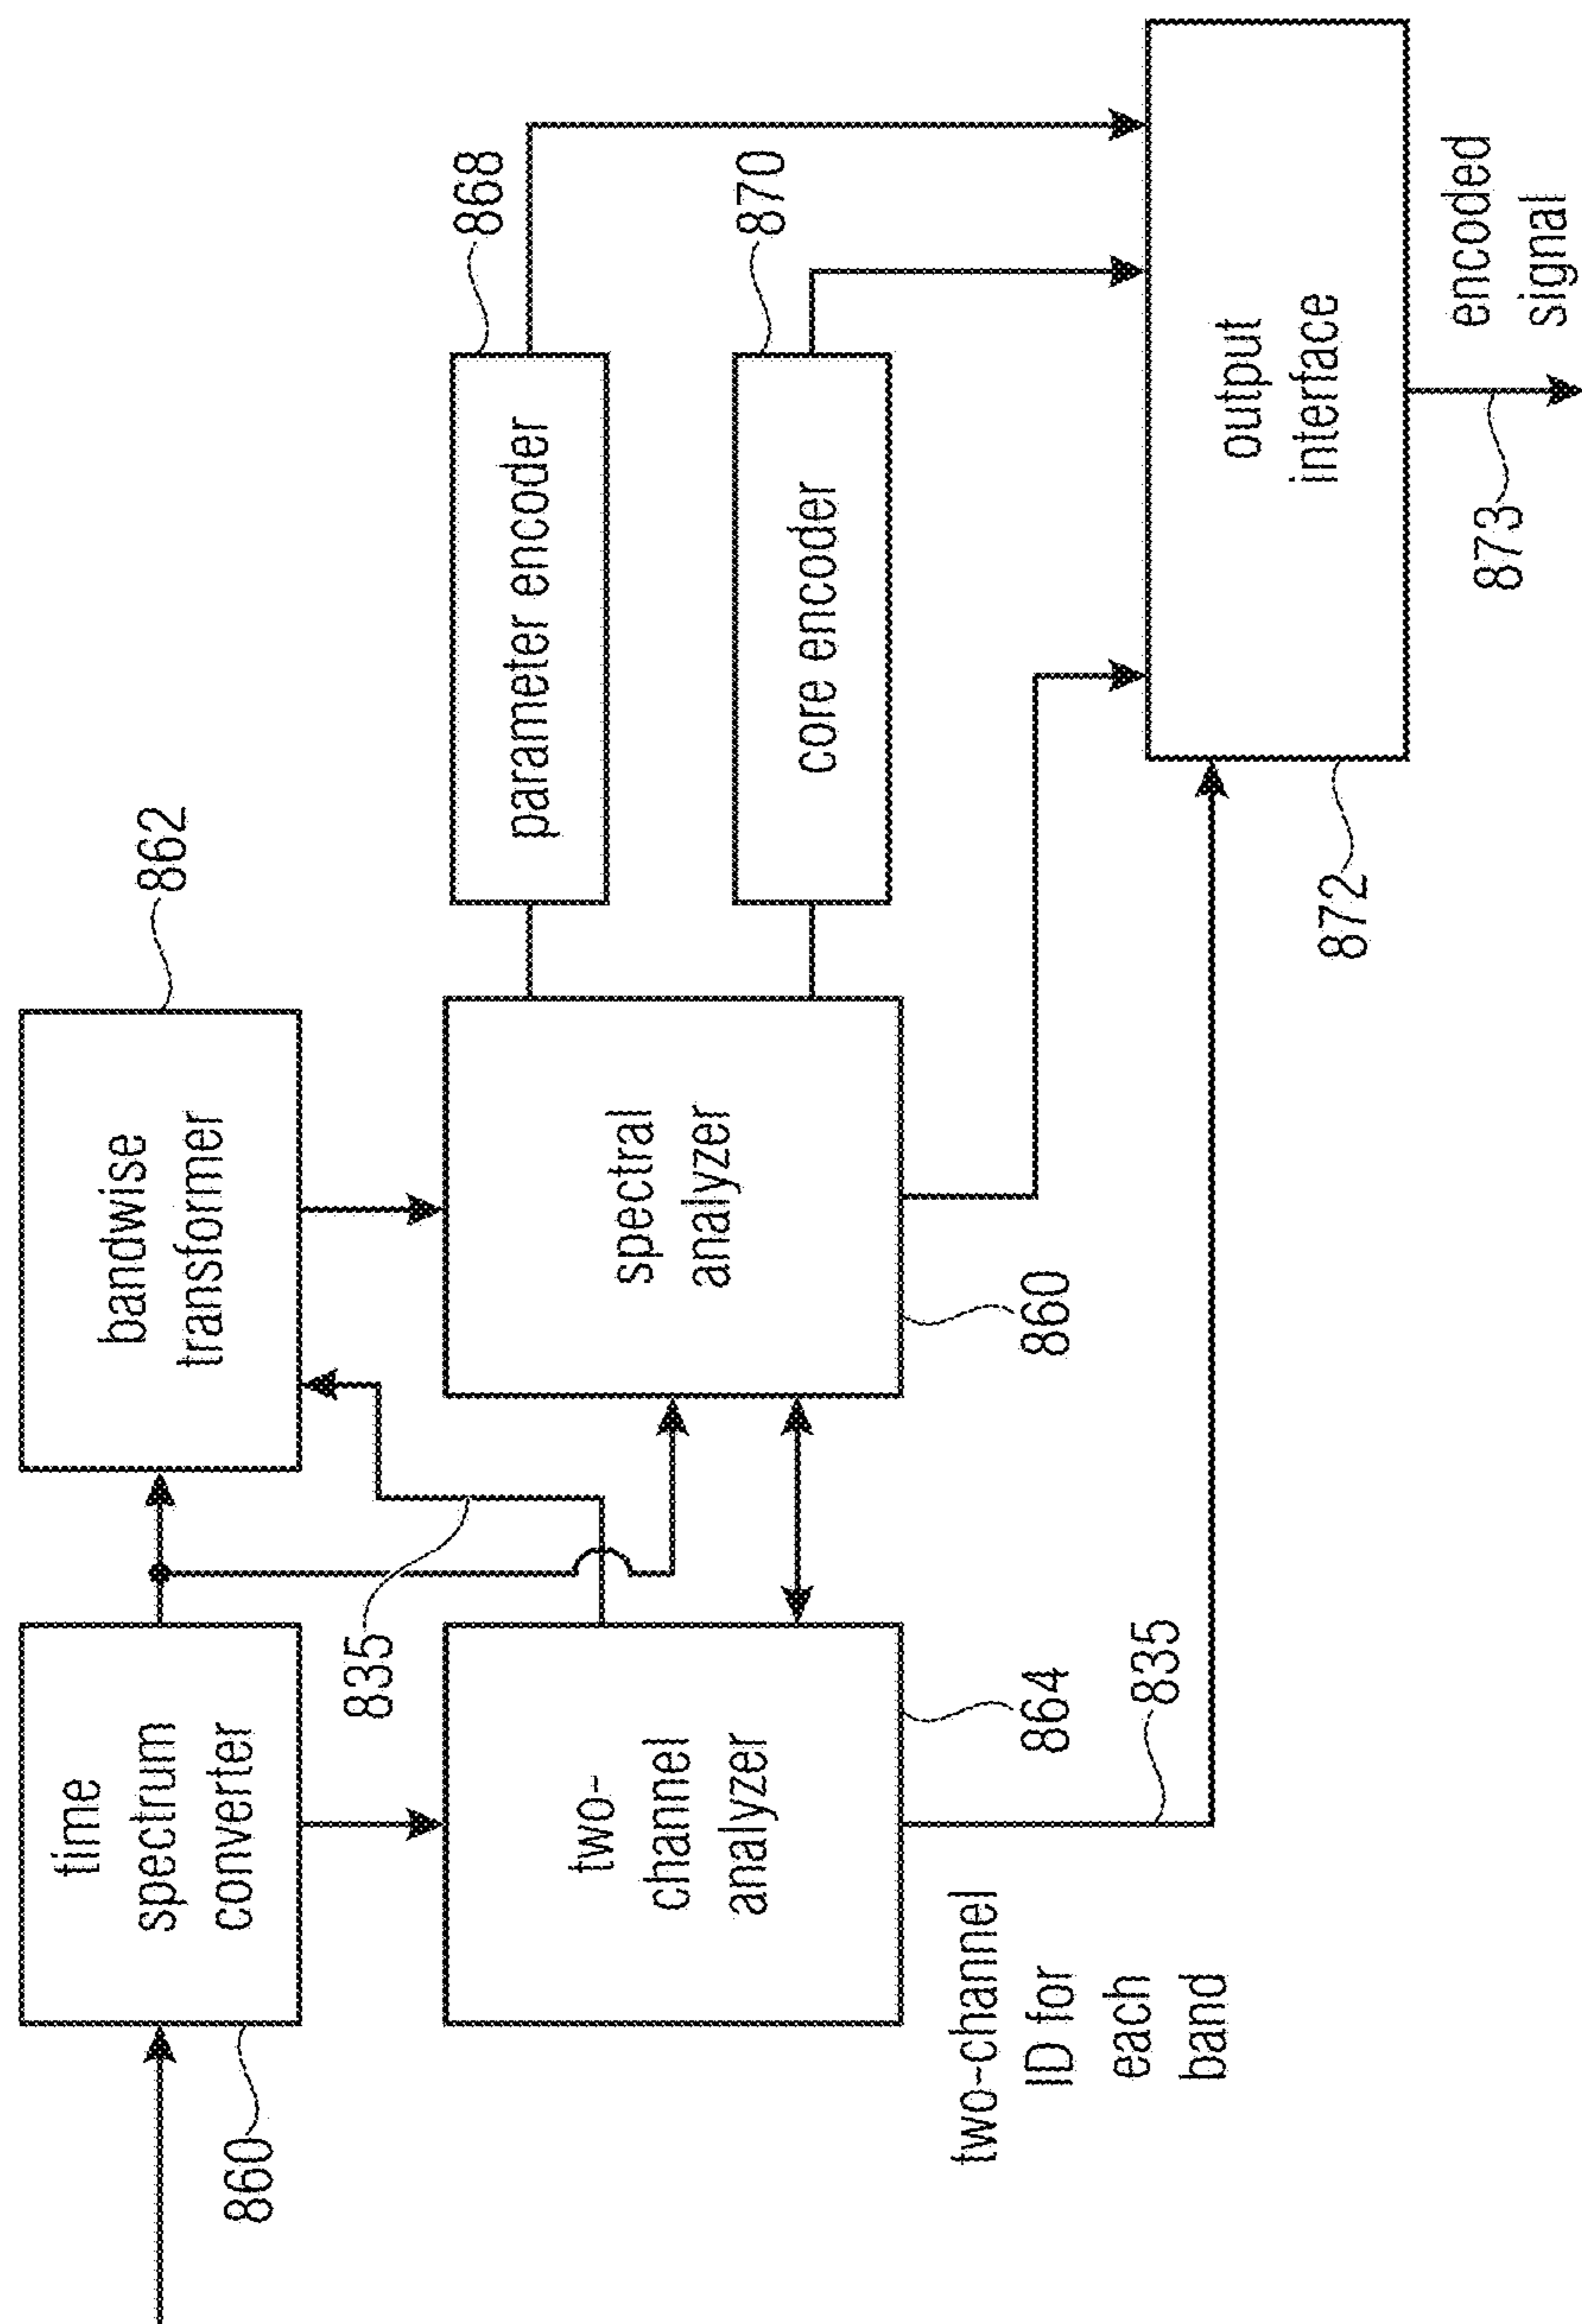 time
spectrum
converter
860
bandwise
transformer
862
835
two-
channel
analyzer
864
spectral
analyzer
860
parameter encoder
868
core encoder
870
two-channel
ID for
each
band
835
output
interface
872
873
encoded
signal